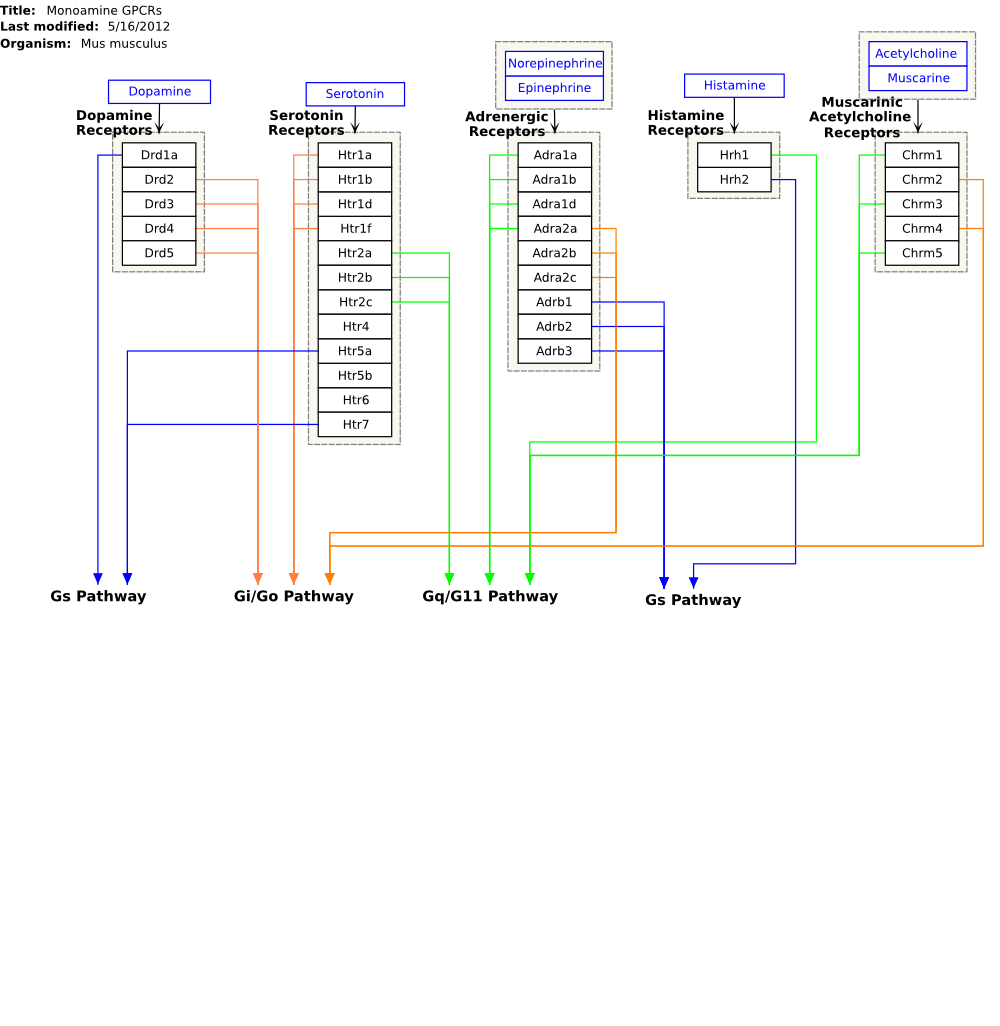 Title: Monoamine GPCRs
Last modified: 5/16/2012
Organism: Mus musculus
Dopamine
Dopamine
Receptors
Drd1a
Drd2
Drd3
Drd4
Drd5
Serotonin
Serotonin
Receptors
Htr1a
Htr1b
Htr1d
Htr1f
Htr2a
Htr2b
Htr2c
Htr4
Htr5a
Htr5b
Htr6
Htr7
Norepinephrine
Epinephrine
Adrenergic
Receptors
Adra1a
Adra1b
Adra1d
Adra2a
Adra2b
Adra2c
Adrb1
Adrb2
Adrb3
Histamine
Histamine
Receptors
Hrh1
Hrh2
Acetylcholine
Muscarine
Muscarinic
Acetylcholine
Receptors
Chrm1
Chrm2
Chrm3
Chrm4
Chrm5
Gs Pathway
Gi/Go Pathway
Gq/G11 Pathway
Gs Pathway